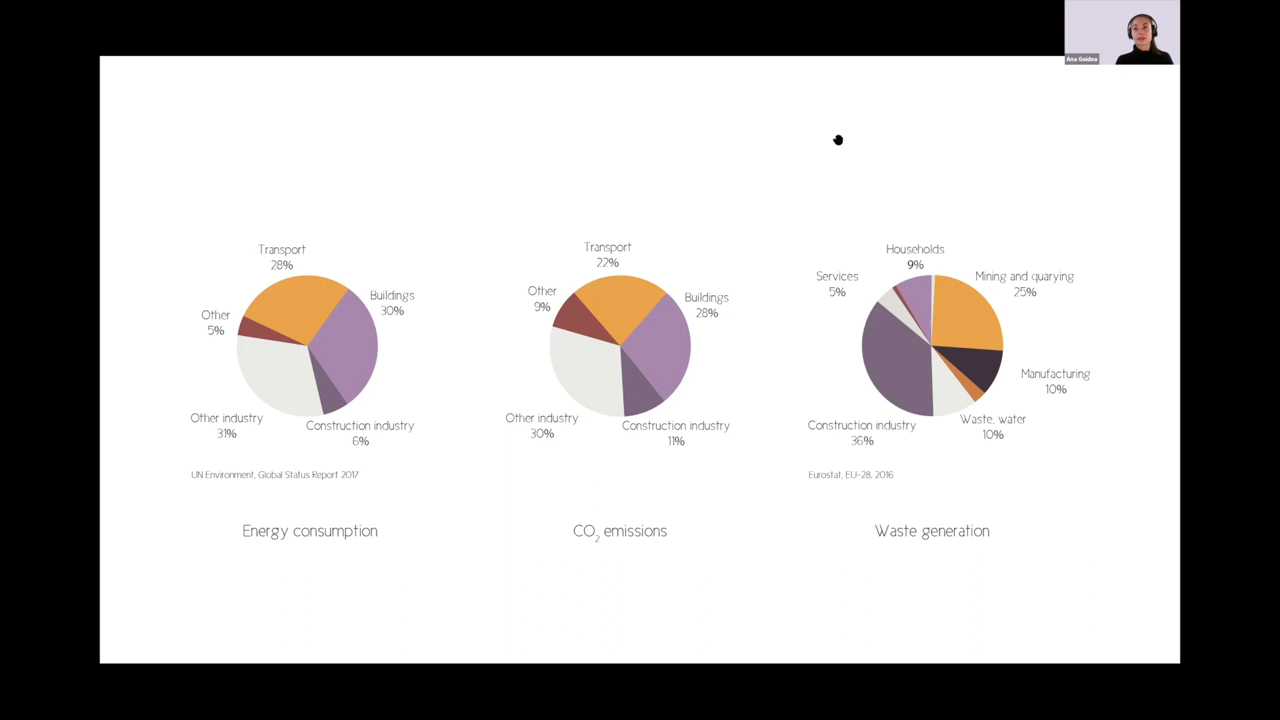 Ana Goidea
Transport
28%
Buildings
30%
Other
5%
Other industry
31%
Construction industry
6%
UN Environment, Global Status Report 2017
Energy consumption
Transport
22%
Other
9%
Buildings
28%
Other industry
30%
Construction industry
11%
CO2 emissions
Households
9%
Services
5%
Mining and quarying
25%
Manufacturing
10%
Waste, water
10%
Construction industry
36%
Eurostat, EU-28, 2016
Waste generation